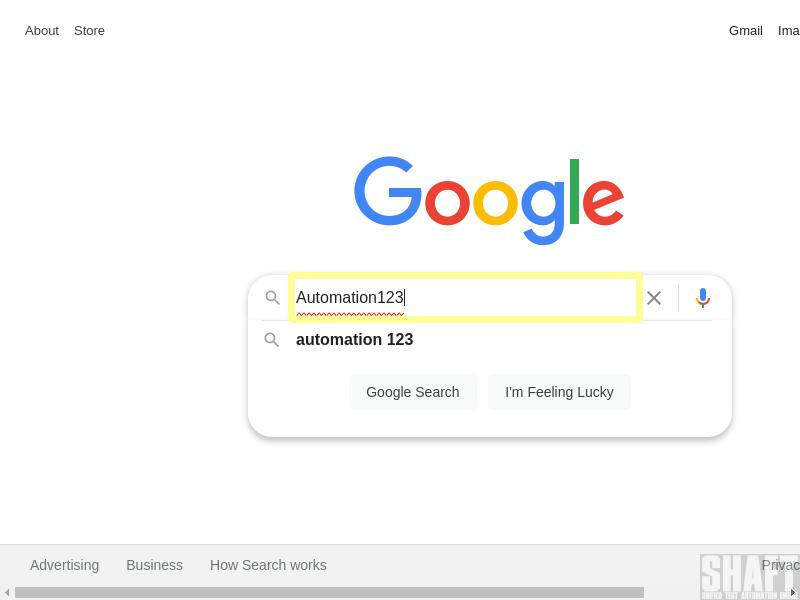 About Store Gmail Ima
Google
Automation123
automation 123
Google Search I'm Feeling Lucky
Advertising Business How Search works Privac
SHAFT